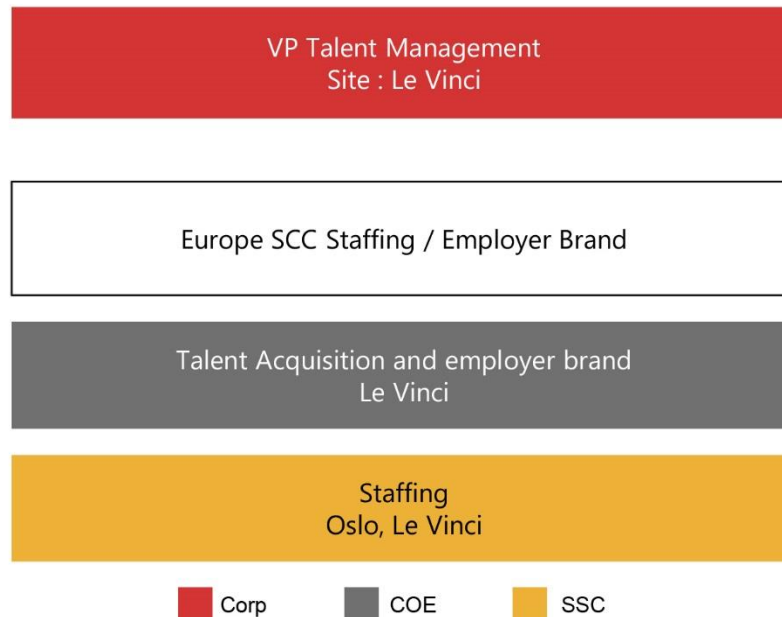 VP Talent Management
Site : Le Vinci
Europe SCC Staffing / Employer Brand
Talent Acquisition and employer brand
Le Vinci
Staffing
Oslo, Le Vinci
Corp
COE
SSC